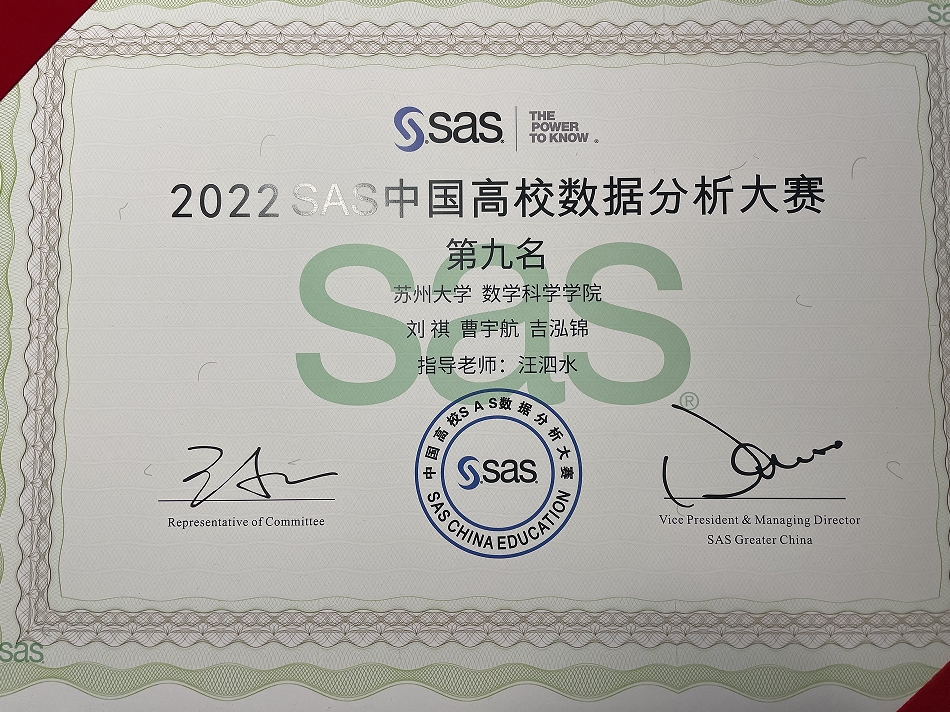 sas
sas
THE
POWER
TO KNOW®
2022 SAS中国高校数据分析大赛
sas®
第九名
苏州大学 数学科学学院
刘 祺 曹宇航 吉泓锦
指导老师：汪泗水
中国高校SAS数据分析大赛
sas
SAS CHINA EDUCATION
Representative of Committee
Vice President & Managing Director
SAS Greater China
sas